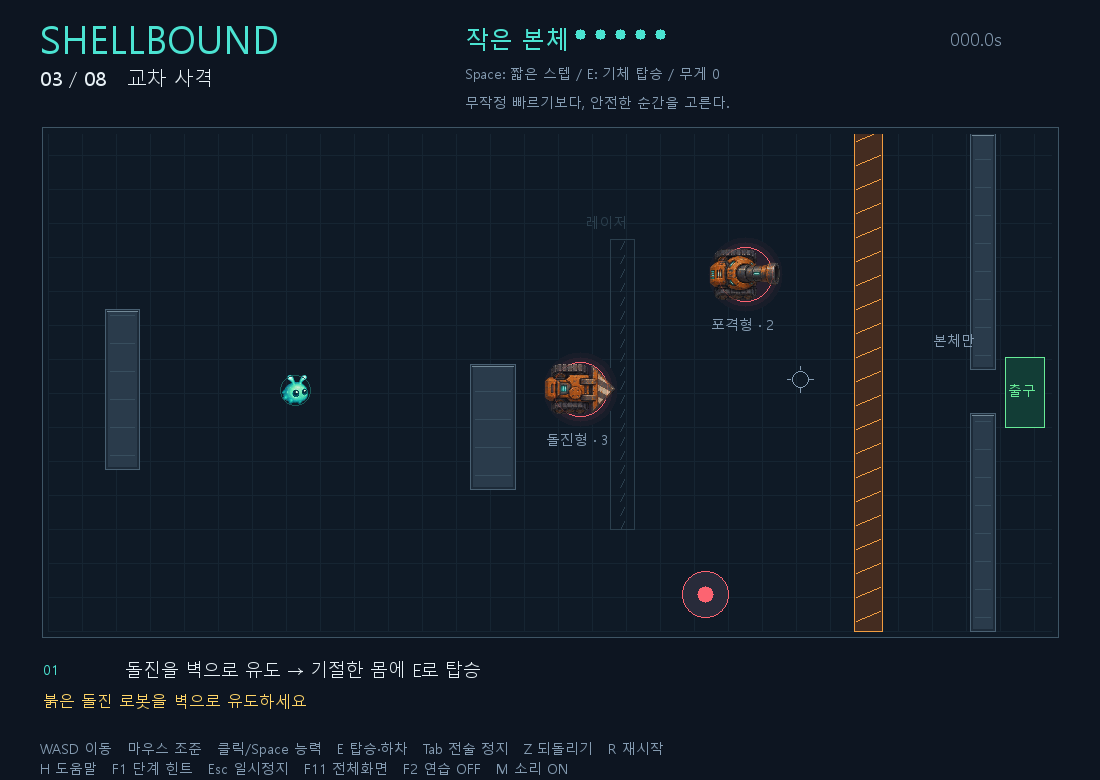 SHELLBOUND
작은 본체
000.0s
03 / 08 교차 사격
Space: 짧은 스텝 / E: 기체 탑승 / 무게 0
무작정 빠르기보다, 안전한 순간을 고른다.
레이저
포격형 · 2
본체만
출구
돌진형 · 3
01 돌진을 벽으로 유도 → 기절한 몸에 E로 탑승
붉은 돌진 로봇을 벽으로 유도하세요
WASD 이동 마우스 조준 클릭/Space 능력 E 탑승·하차 Tab 전술 정지 Z 되돌리기 R 재시작
H 도움말 F1 단계 힌트 Esc 일시정지 F11 전체화면 F2 연습 OFF M 소리 ON